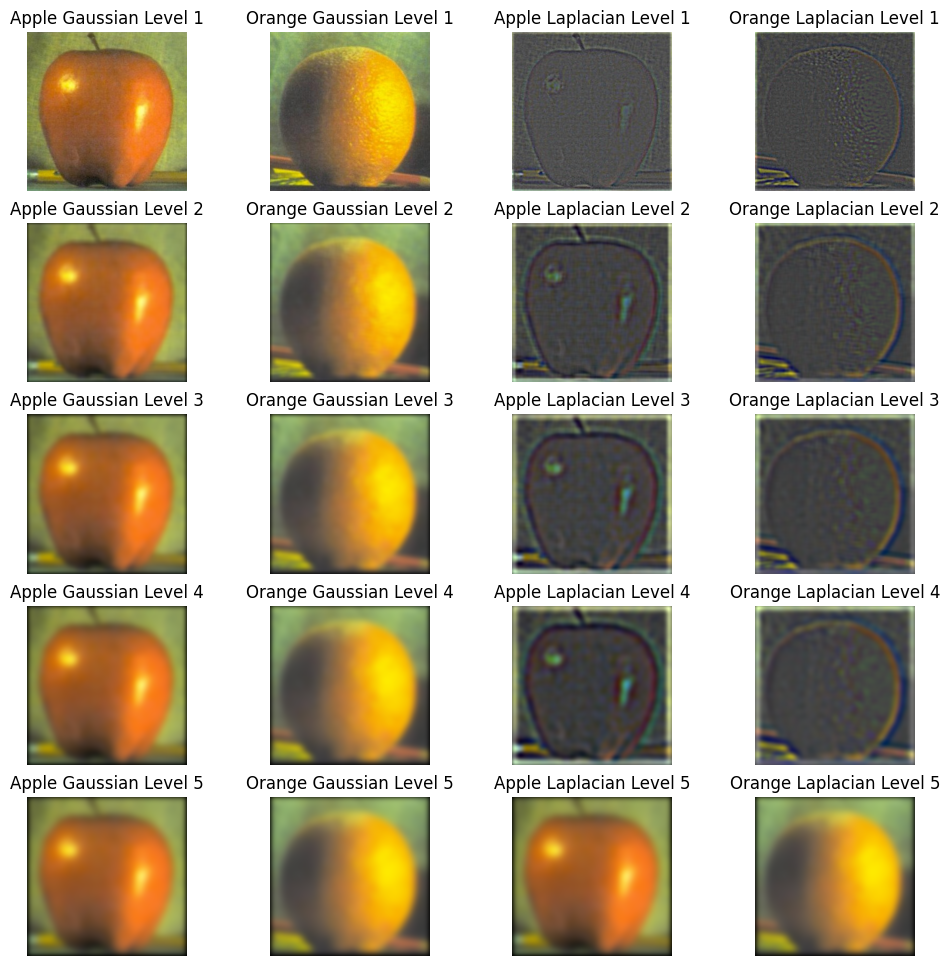 Apple Gaussian Level 1
Orange Gaussian Level 1
Apple Laplacian Level 1
Orange Laplacian Level 1
Apple Gaussian Level 2
Orange Gaussian Level 2
Apple Laplacian Level 2
Orange Laplacian Level 2
Apple Gaussian Level 3
Orange Gaussian Level 3
Apple Laplacian Level 3
Orange Laplacian Level 3
Apple Gaussian Level 4
Orange Gaussian Level 4
Apple Laplacian Level 4
Orange Laplacian Level 4
Apple Gaussian Level 5
Orange Gaussian Level 5
Apple Laplacian Level 5
Orange Laplacian Level 5